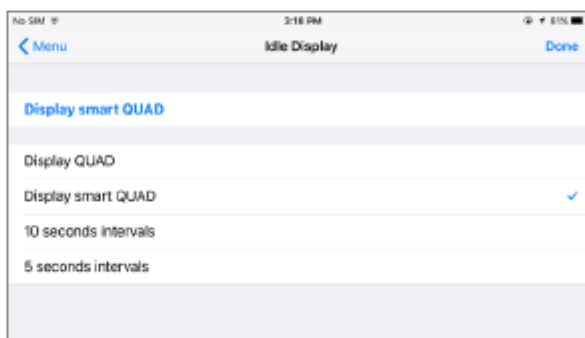 No SIM 3:16 PM 61%
Menu Idle Display Done
Display smart QUAD
Display QUAD
Display smart QUAD
10 seconds intervals
5 seconds intervals